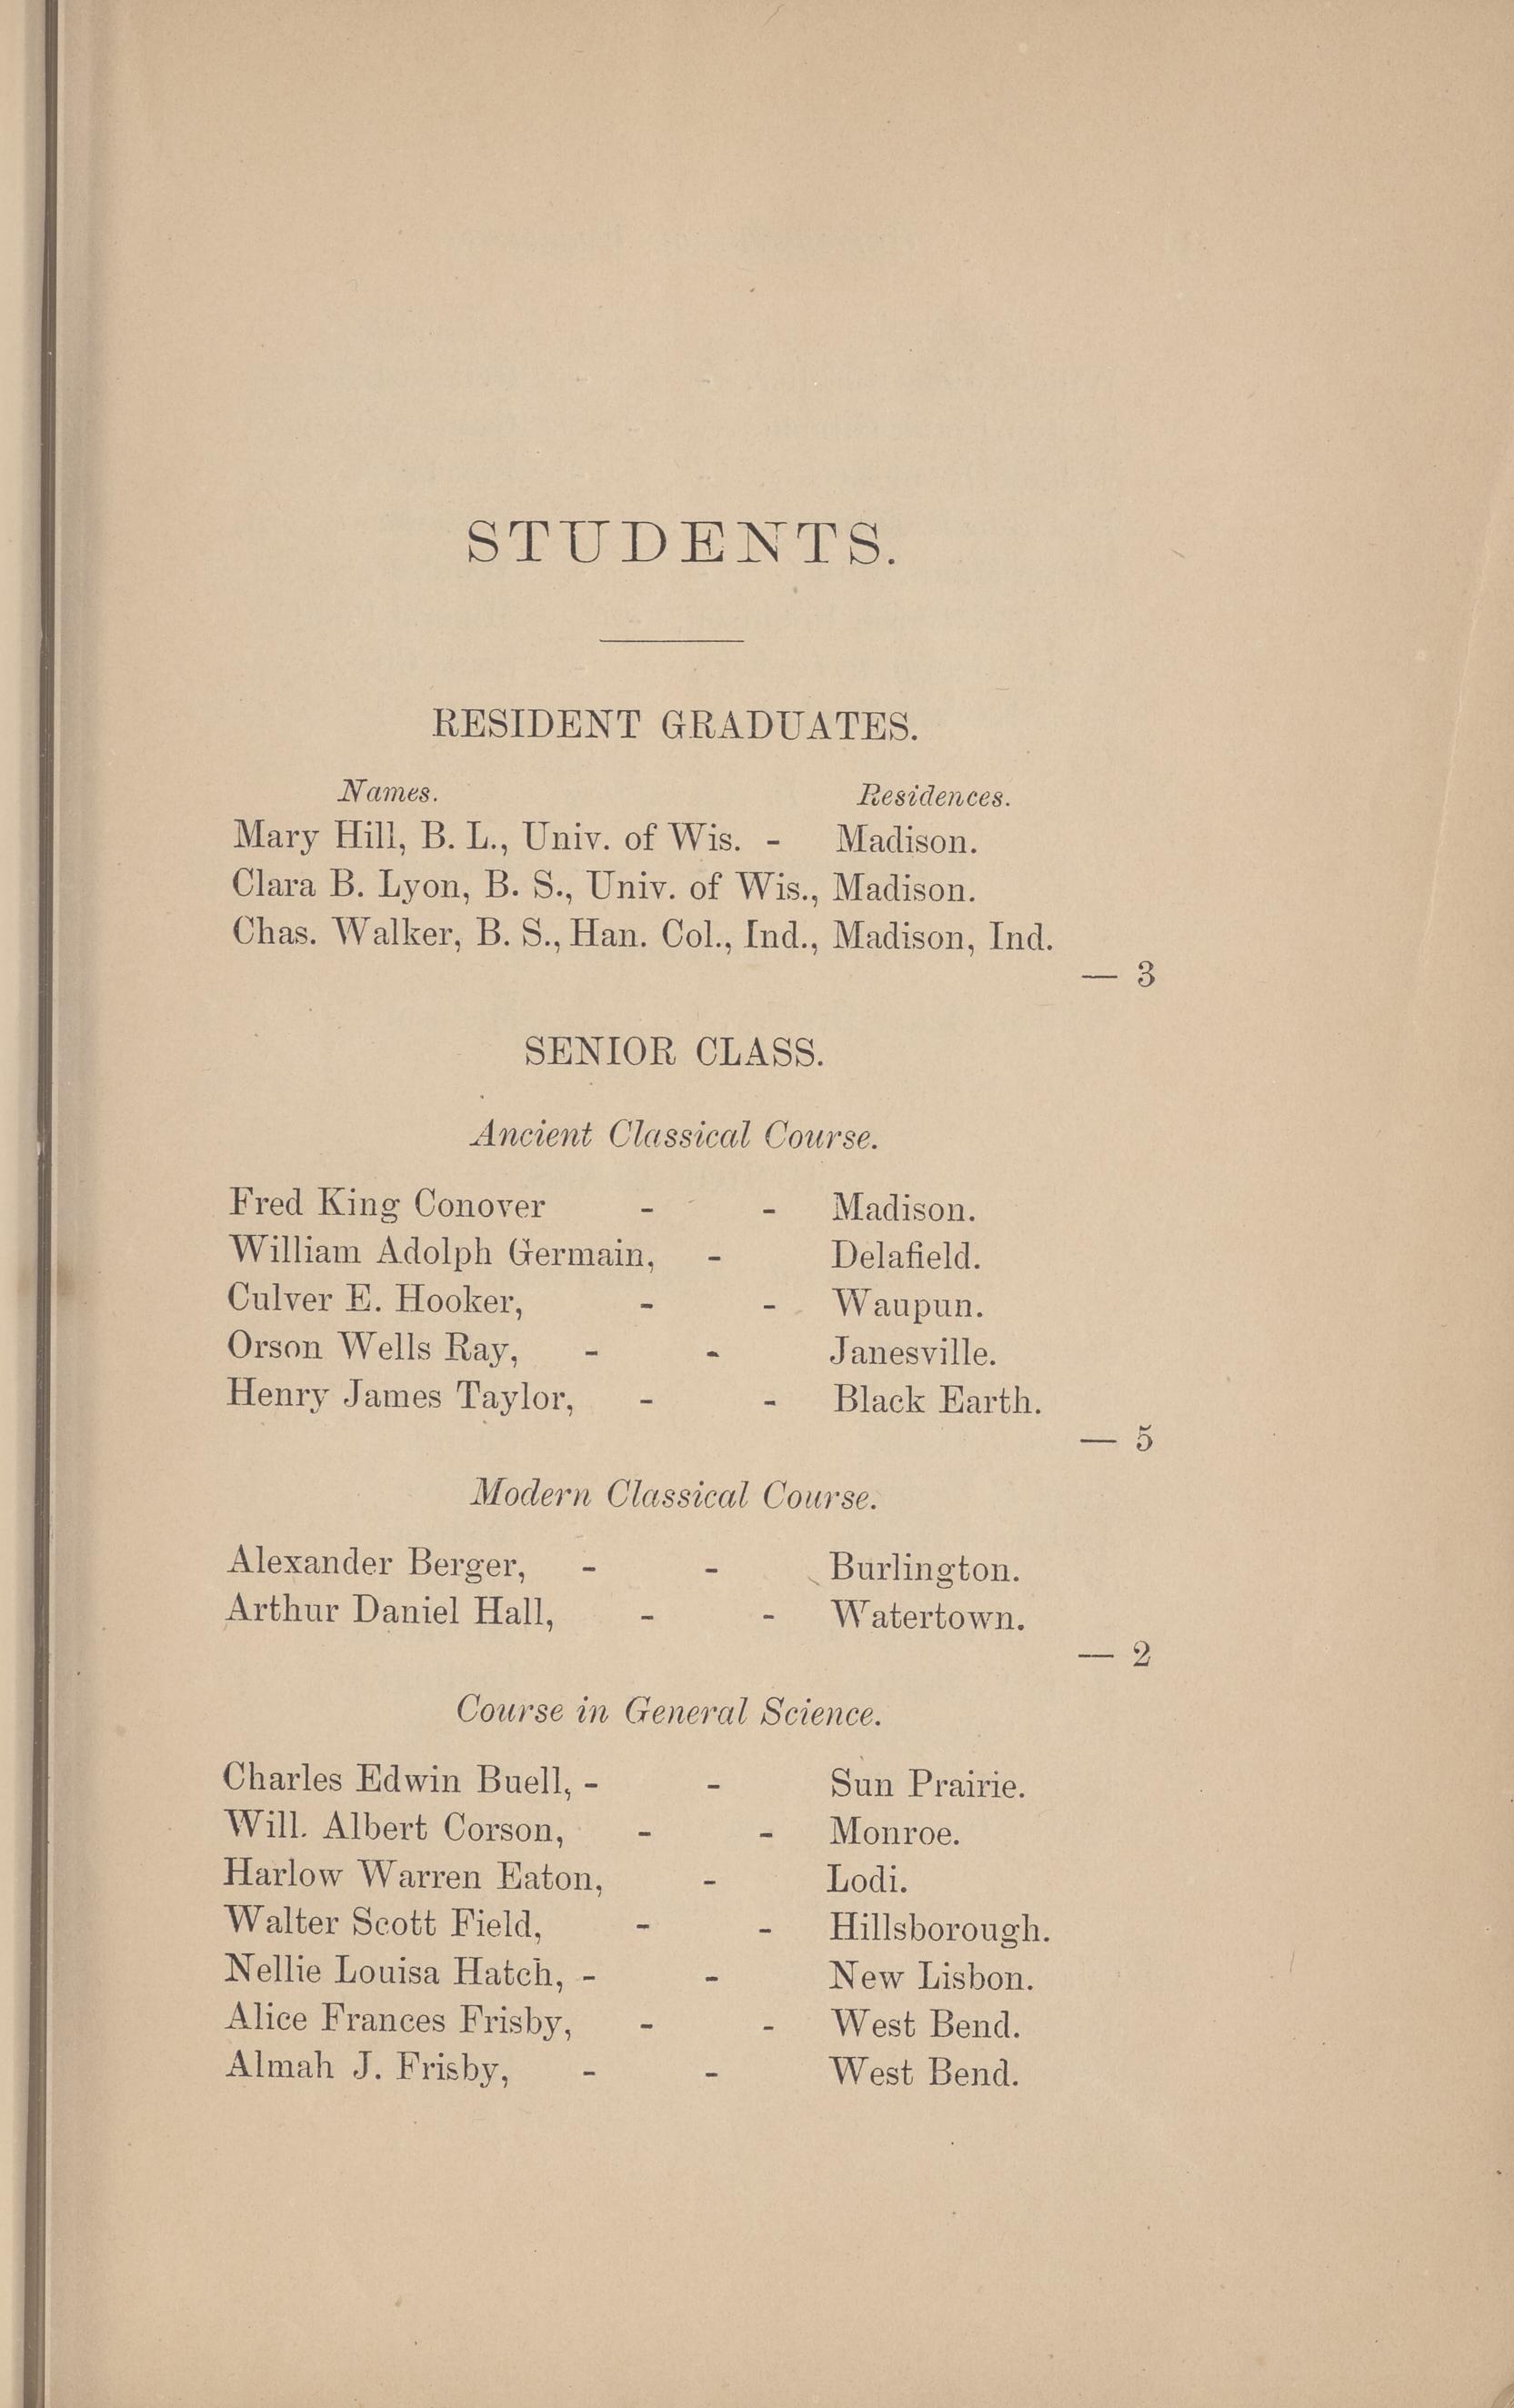 STUDENTS.
RESIDENT GRADUATES.
Names. Residences.
Mary Hill, B. L., Univ. of Wis. - Madison.
Clara B. Lyon, B. S., Univ. of Wis., Madison.
Chas. Walker, B. S., Han. Col., Ind., Madison, Ind.
— 3
SENIOR CLASS.
Ancient Classical Course.
Fred King Conover - - Madison.
William Adolph Germain, - Delafield.
Culver E. Hooker, - - Waupun.
Orson Wells Ray, - - Janesville.
Henry James Taylor, - - Black Earth.
— 5
Modern Classical Course.
Alexander Berger, - - Burlington.
Arthur Daniel Hall, - - Watertown.
— 2
Course in General Science.
Charles Edwin Buell, - - Sun Prairie.
Will. Albert Corson, - - Monroe.
Harlow Warren Eaton, - Lodi.
Walter Scott Field, - - Hillsborough.
Nellie Louisa Hatch, - - New Lisbon.
Alice Frances Frisby, - - West Bend.
Almah J. Frisby, - - West Bend.